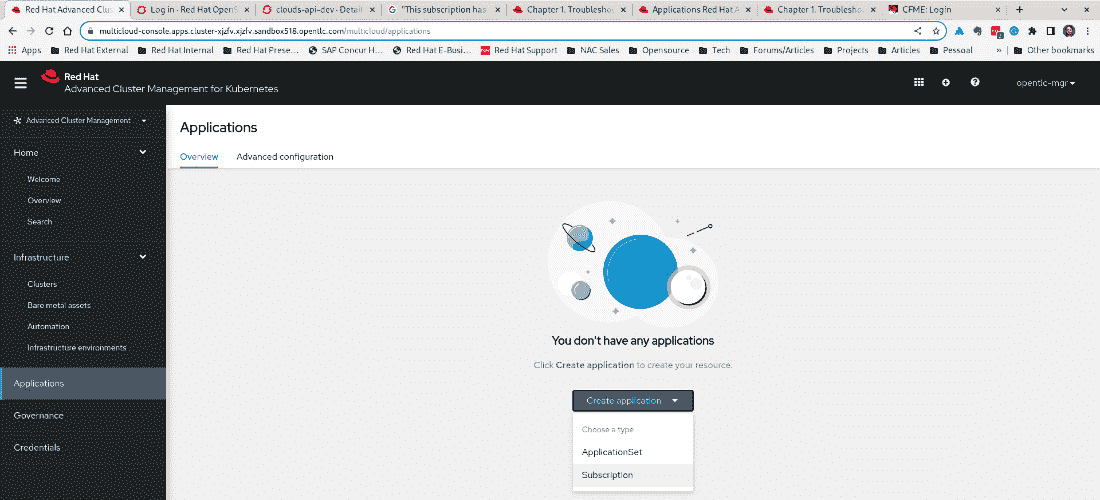 Red Hat Advanced Cl
Log in · Red Hat OpenS
clouds-api-dev · Detail
"This subscription has
Chapter 1. Troublesho
Applications Red Hat A
Chapter 1. Troublesho
CFME: Login
multicloud-console.apps.cluster-xjzfv.xjzfv.sandbox518.opentlc.com/multicloud/applications
Apps
Red Hat External
Red Hat Internal
Red Hat Prese...
SAP Concur H...
Red Hat E-Busi...
Red Hat Support
NAC Sales
Opensource
Tech
Forums/Articles
Projects
Articles
Pessoal
»
Other bookmarks
Red Hat
Advanced Cluster Management for Kubernetes
opentlc-mgr
Advanced Cluster Management
Home
Welcome
Overview
Search
Infrastructure
Clusters
Bare metal assets
Automation
Infrastructure environments
Applications
Governance
Credentials
Applications
Overview
Advanced configuration
You don't have any applications
Click Create application to create your resource.
Create application
Choose a type
ApplicationSet
Subscription